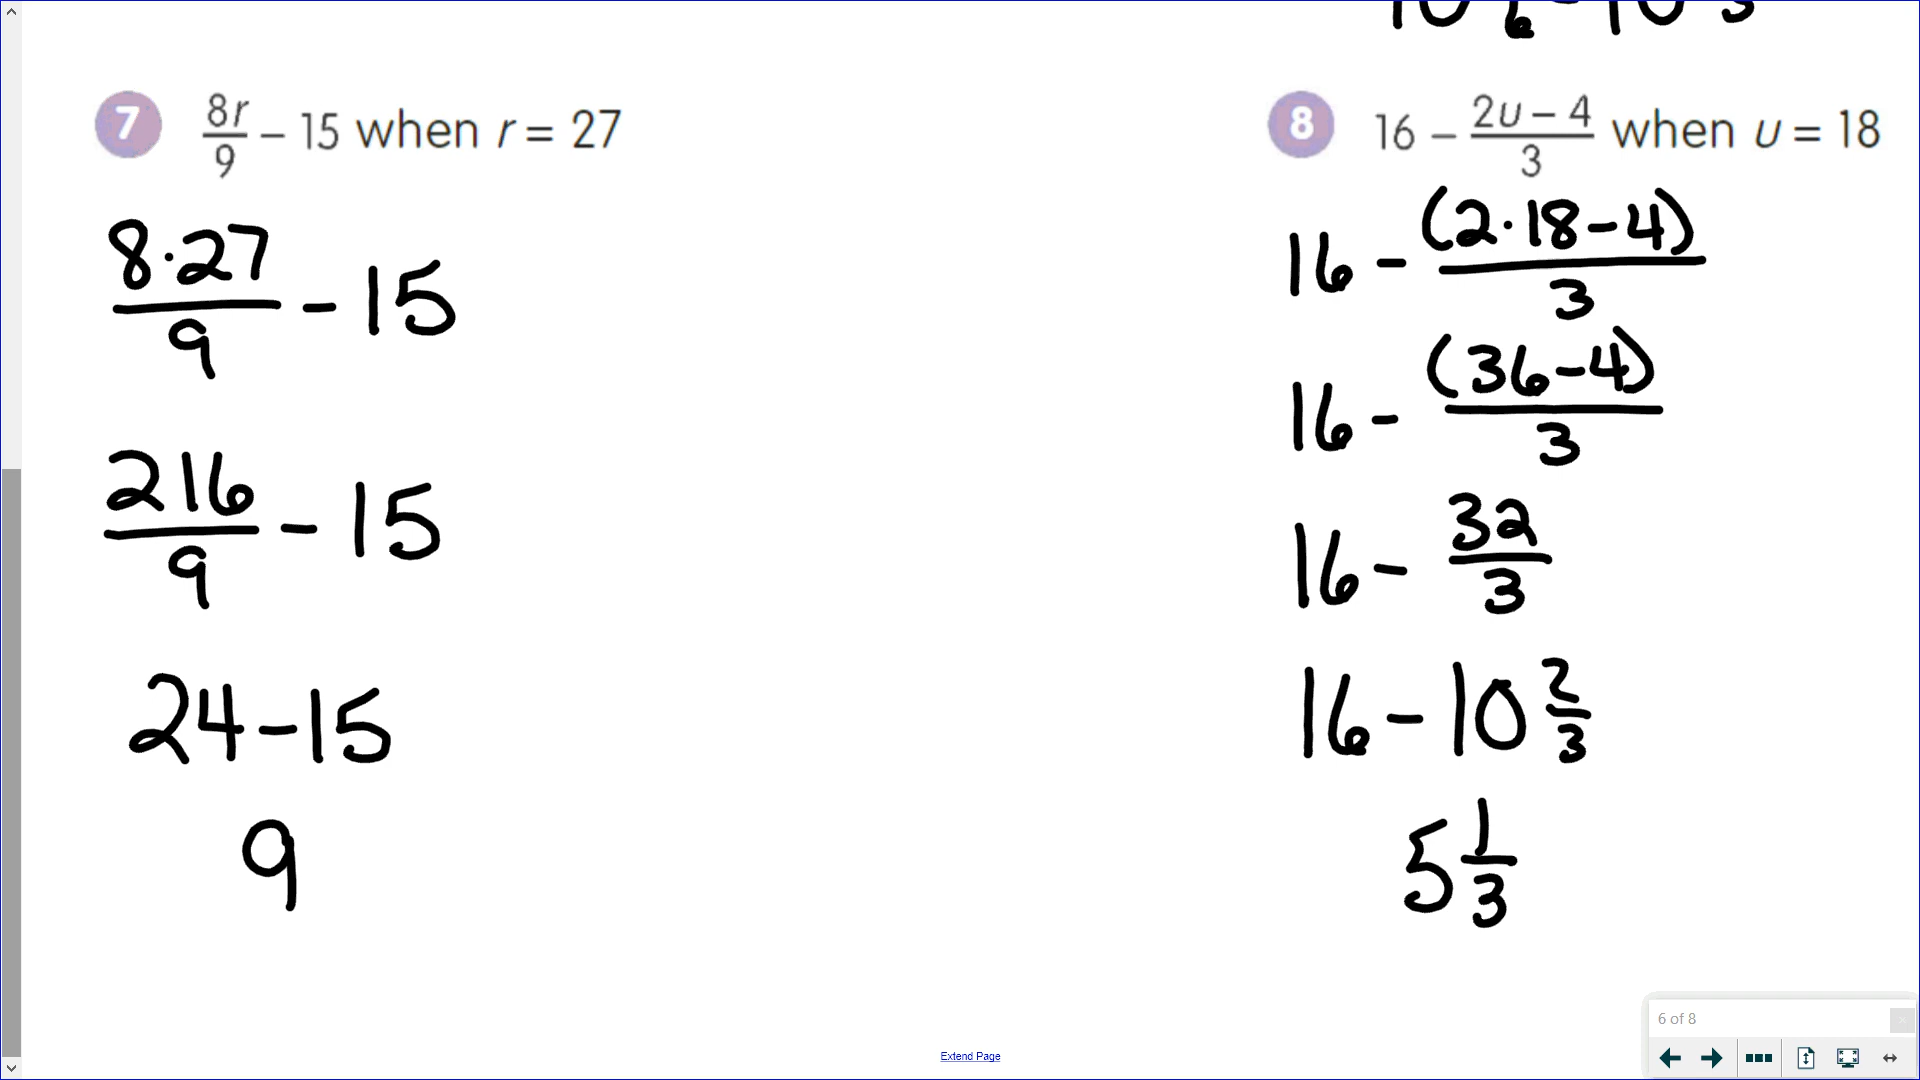 7 8r/9 – 15 when r = 27
8·27/9 - 15
216/9 - 15
24-15
9
8 16 – 2u – 4/3 when u = 18
16 - (2·18-4)/3
16 - (36-4)/3
16 - 32/3
16 - 10 2/3
5 1/3
Extend Page
6 of 8